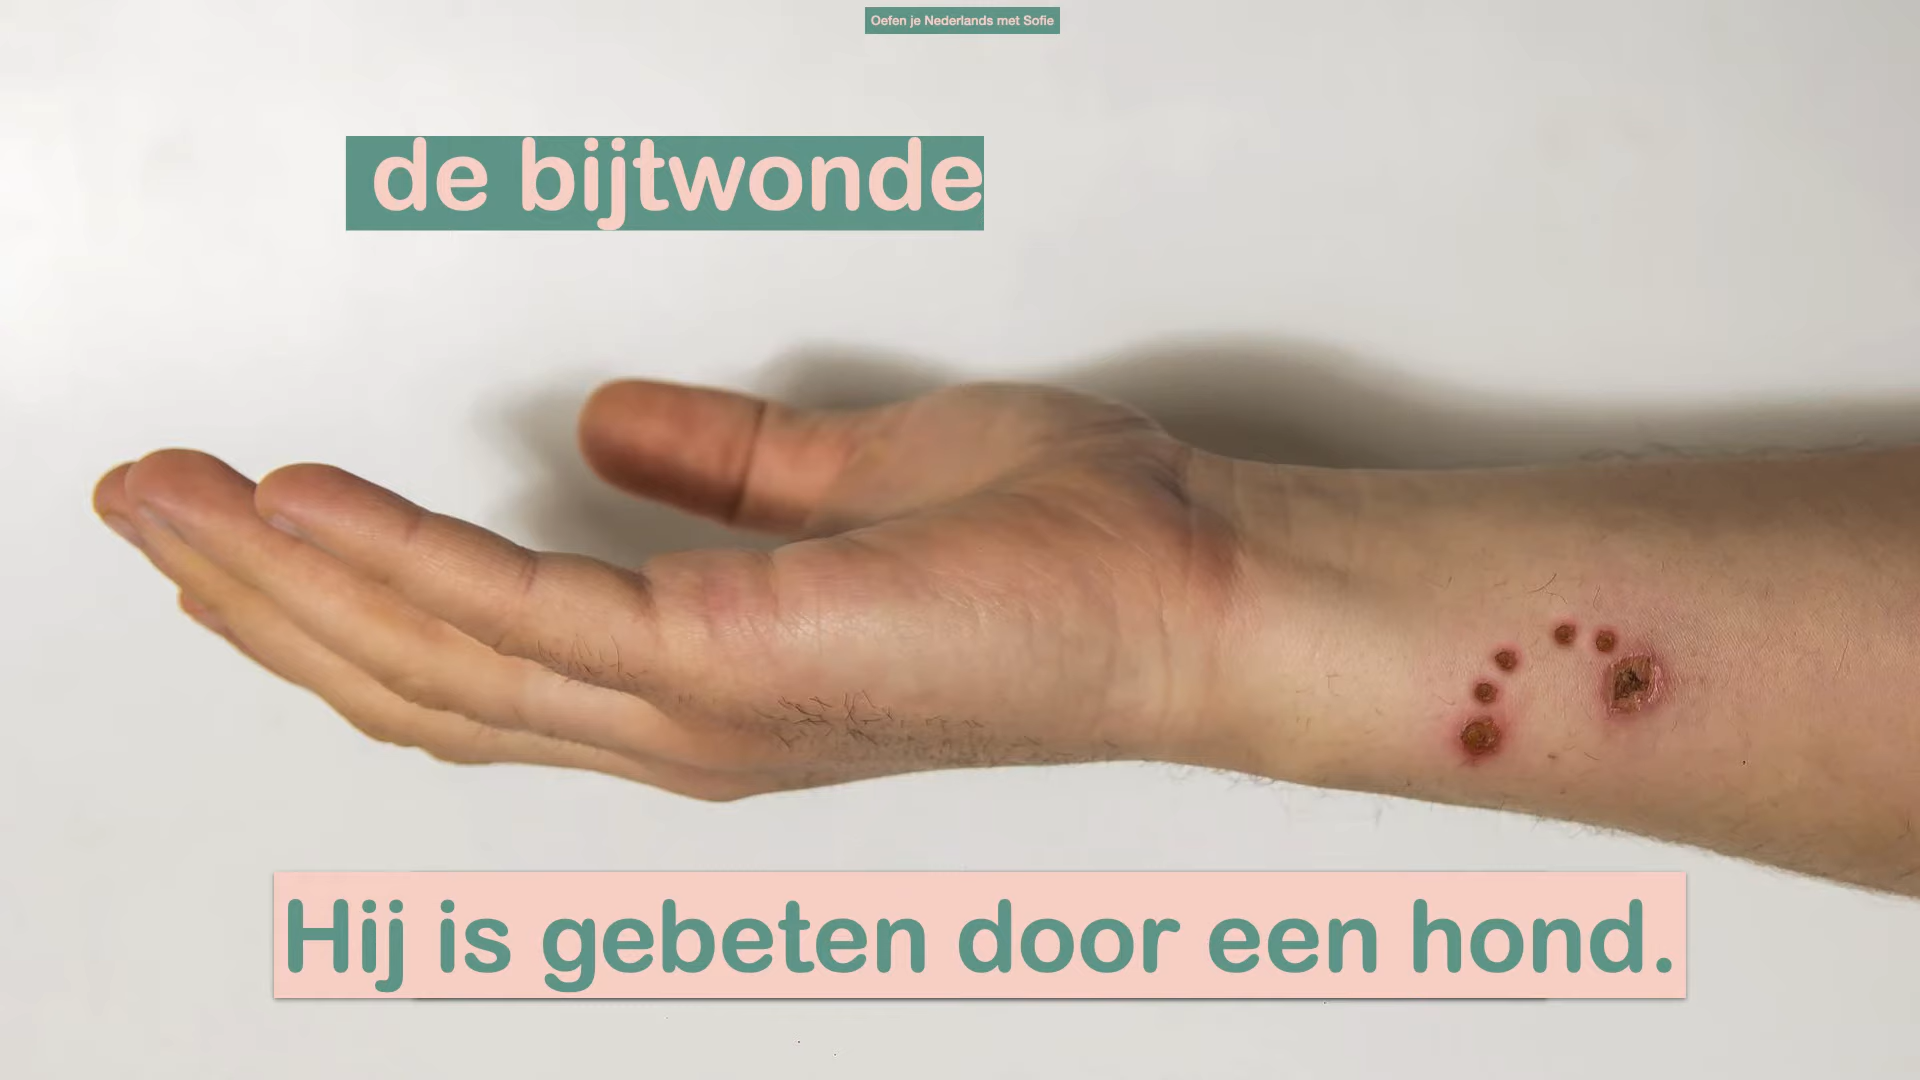 Oefen je Nederlands met Sofie
de bijtwonde
Hij is gebeten door een hond.